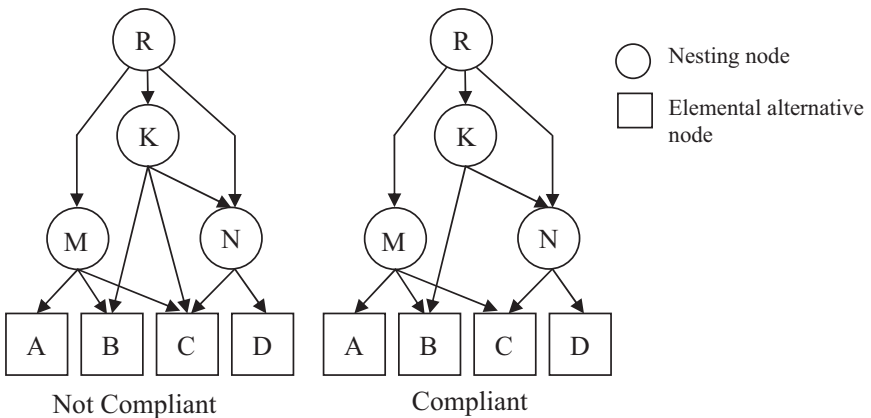 R
K
M
N
A
B
C
D
Not Compliant
R
K
M
N
A
B
C
D
Compliant
Nesting node
Elemental alternative
node